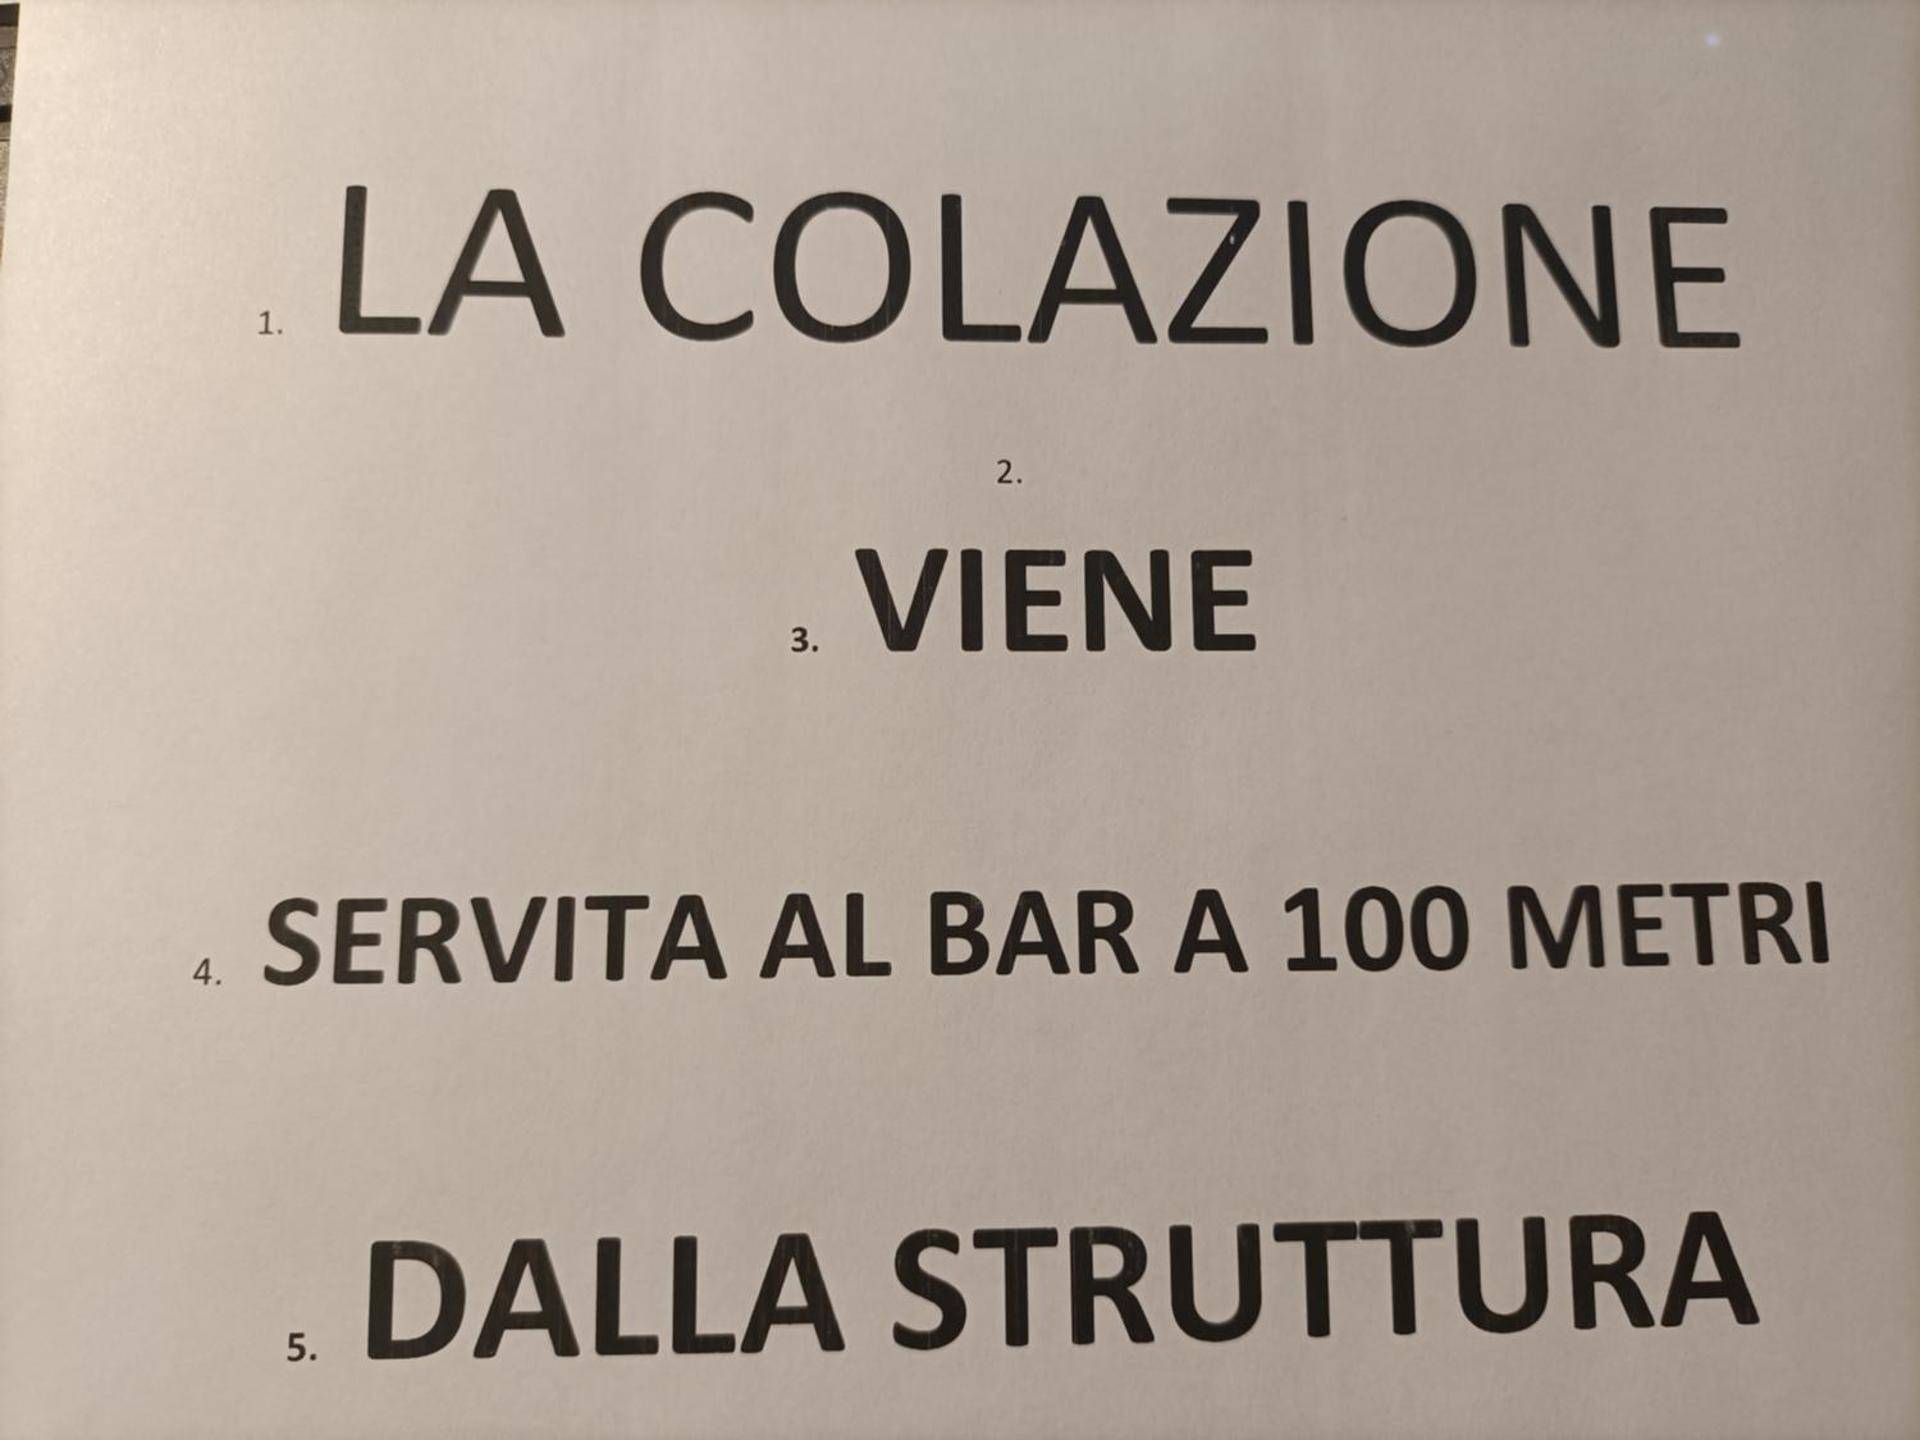 1. LA COLAZIONE
2.
3. VIENE
4. SERVITA AL BAR A 100 METRI
5. DALLA STRUTTURA